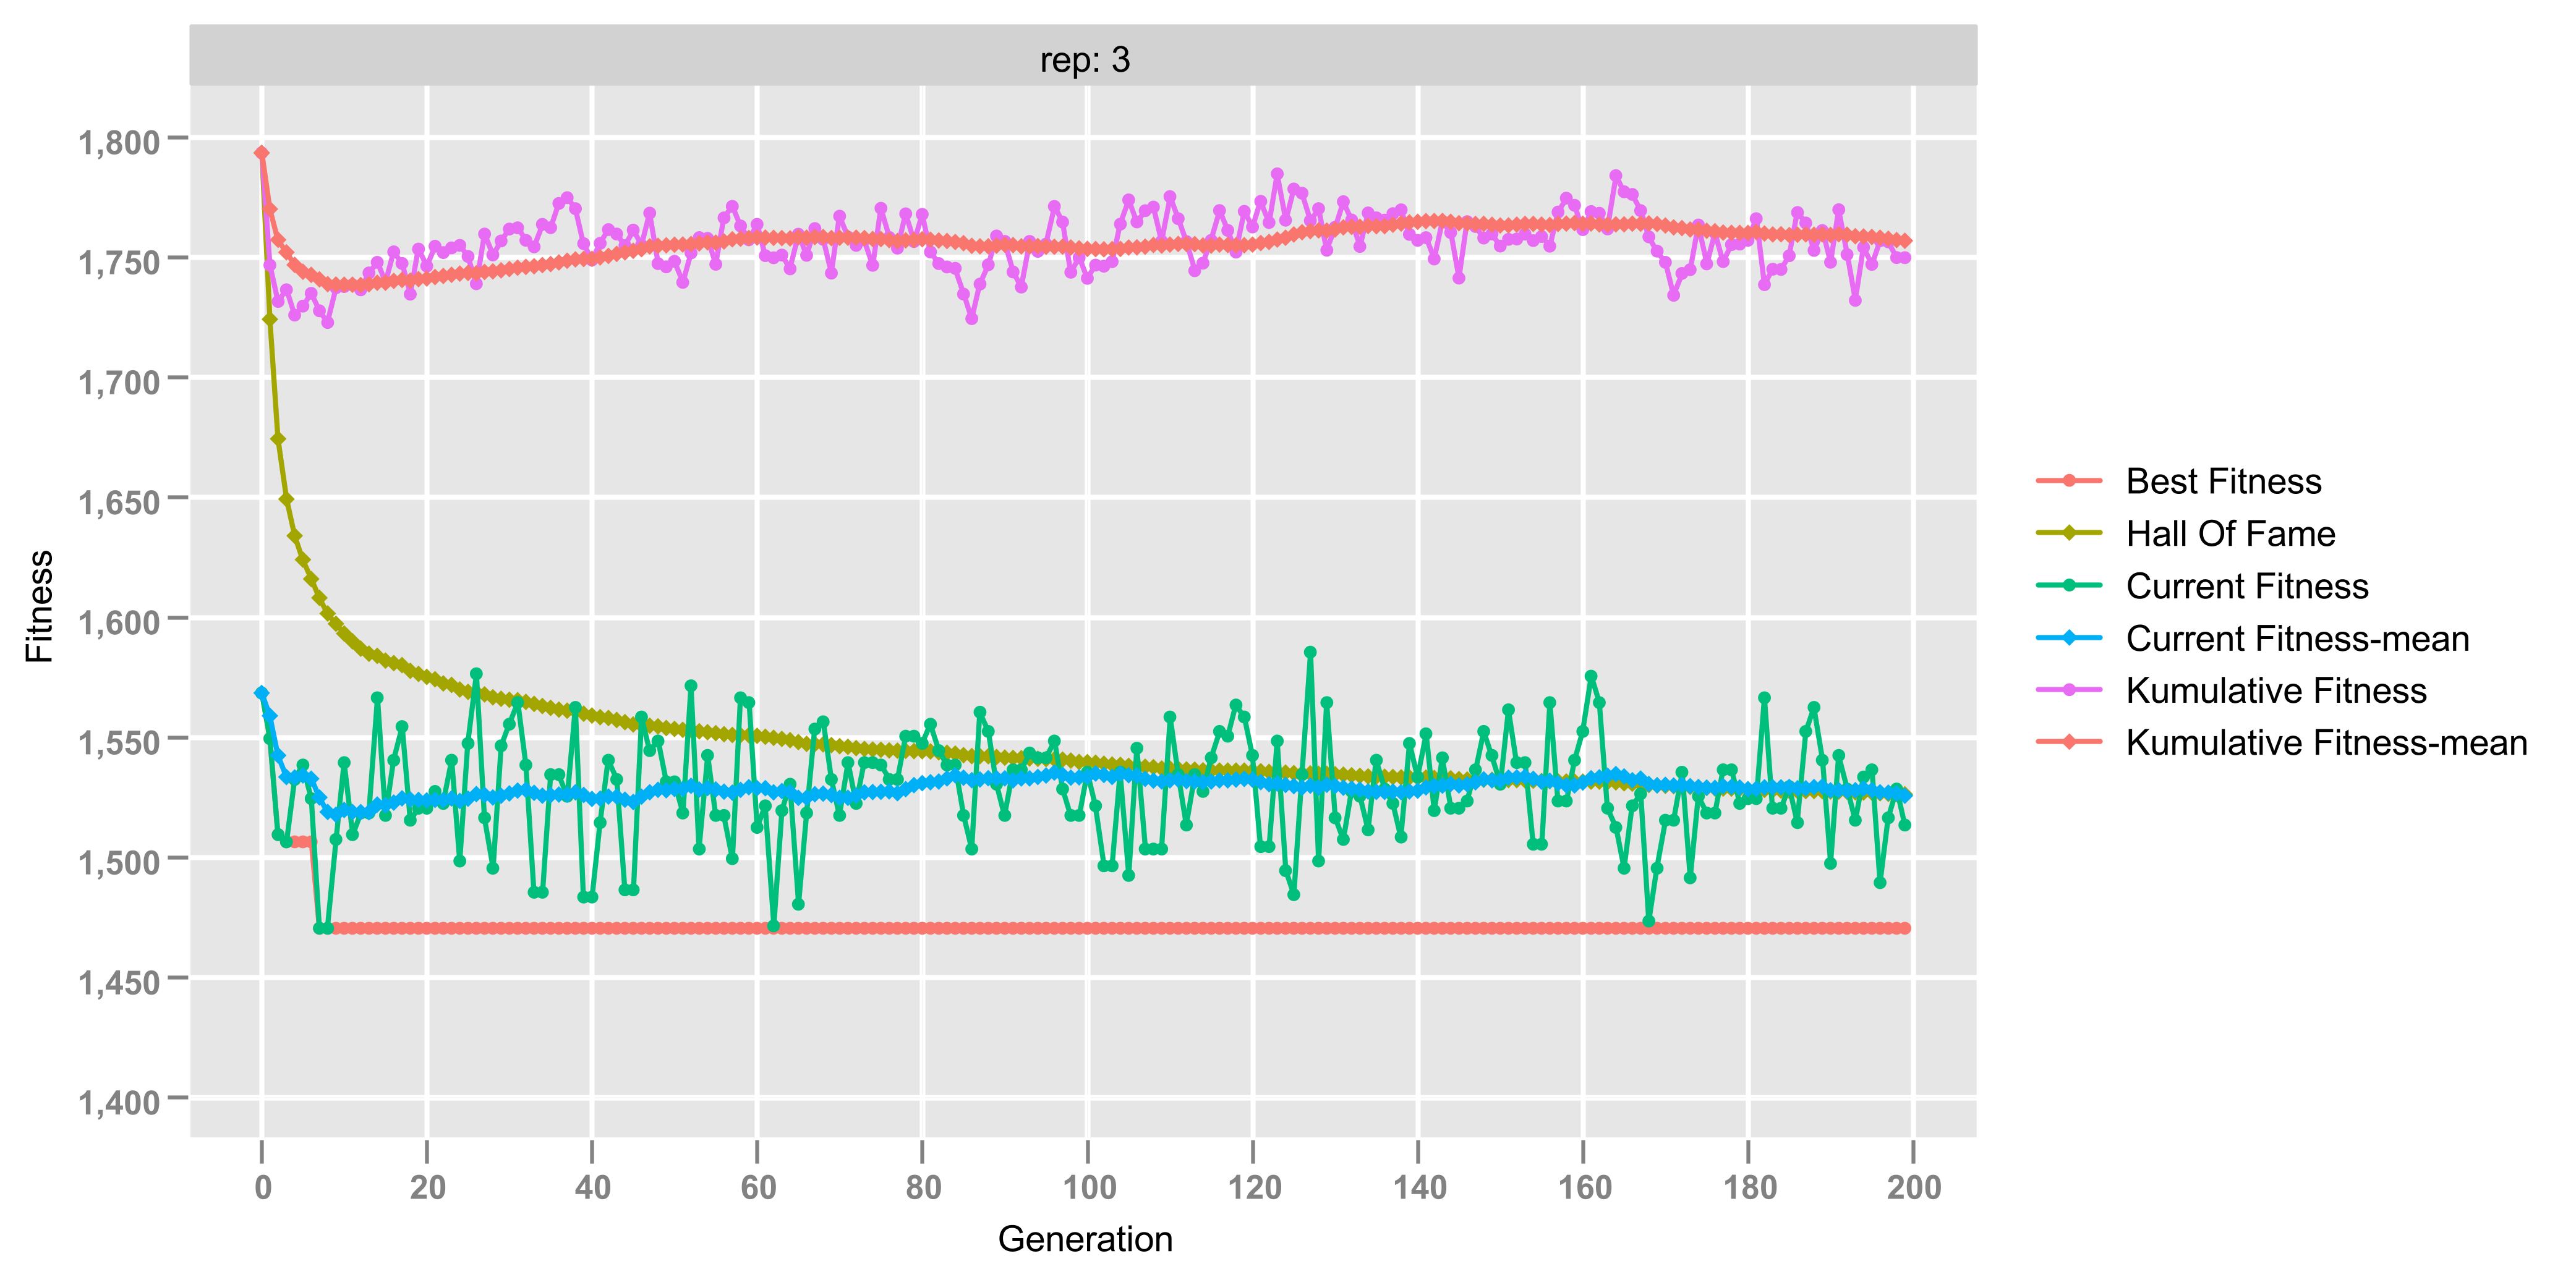 rep: 3
1,800
1,750
1,700
1,650
1,600
1,550
1,500
1,450
1,400
Fitness
0 20 40 60 80 100 120 140 160 180 200
Generation
Best Fitness
Hall Of Fame
Current Fitness
Current Fitness-mean
Kumulative Fitness
Kumulative Fitness-mean